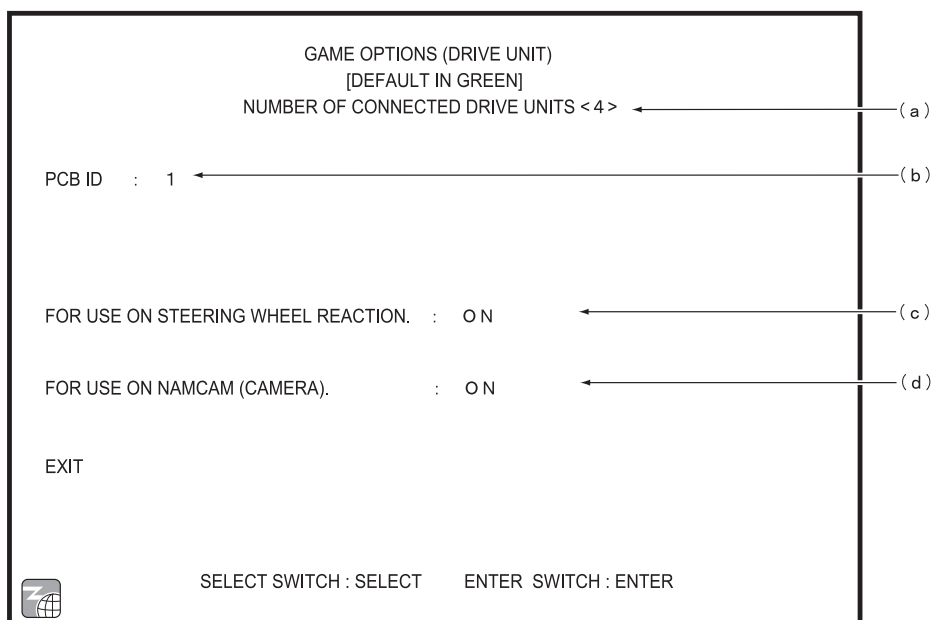 GAME OPTIONS (DRIVE UNIT)
[DEFAULT IN GREEN]
NUMBER OF CONNECTED DRIVE UNITS <4> (a)
PCB ID : 1 (b)
FOR USE ON STEERING WHEEL REACTION. : ON (c)
FOR USE ON NAMCAM (CAMERA). : ON (d)
EXIT
SELECT SWITCH : SELECT ENTER SWITCH : ENTER